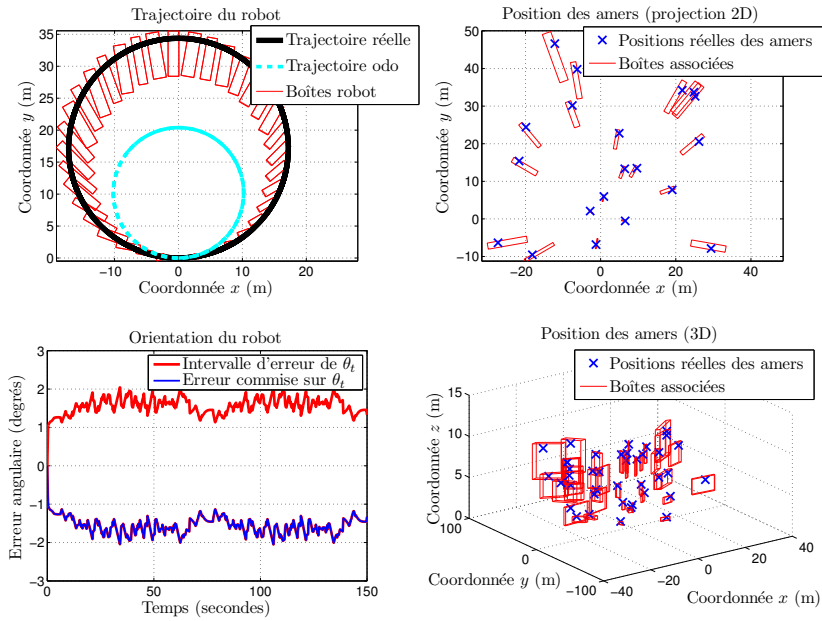 Trajectoire du robot
Coordonnée y (m)
35
30
25
20
15
10
5
0
−10
0
10
20
Coordonnée x (m)
Trajectoire réelle
Trajectoire odo
Boîtes robot
Position des amers (projection 2D)
Coordonnée y (m)
50
40
30
20
10
0
−10
−20
0
20
40
Coordonnée x (m)
Positions réelles des amers
Boîtes associées
Orientation du robot
Erreur angulaire (degrés)
3
2
1
0
−1
−2
−3
0
50
100
150
Temps (secondes)
Intervalle d'erreur de θt
Erreur commise sur θt
Position des amers (3D)
Coordonnée z (m)
15
10
5
0
100
0
−100
Coordonnée y (m)
−40
−20
0
20
40
Coordonnée x (m)
Positions réelles des amers
Boîtes associées